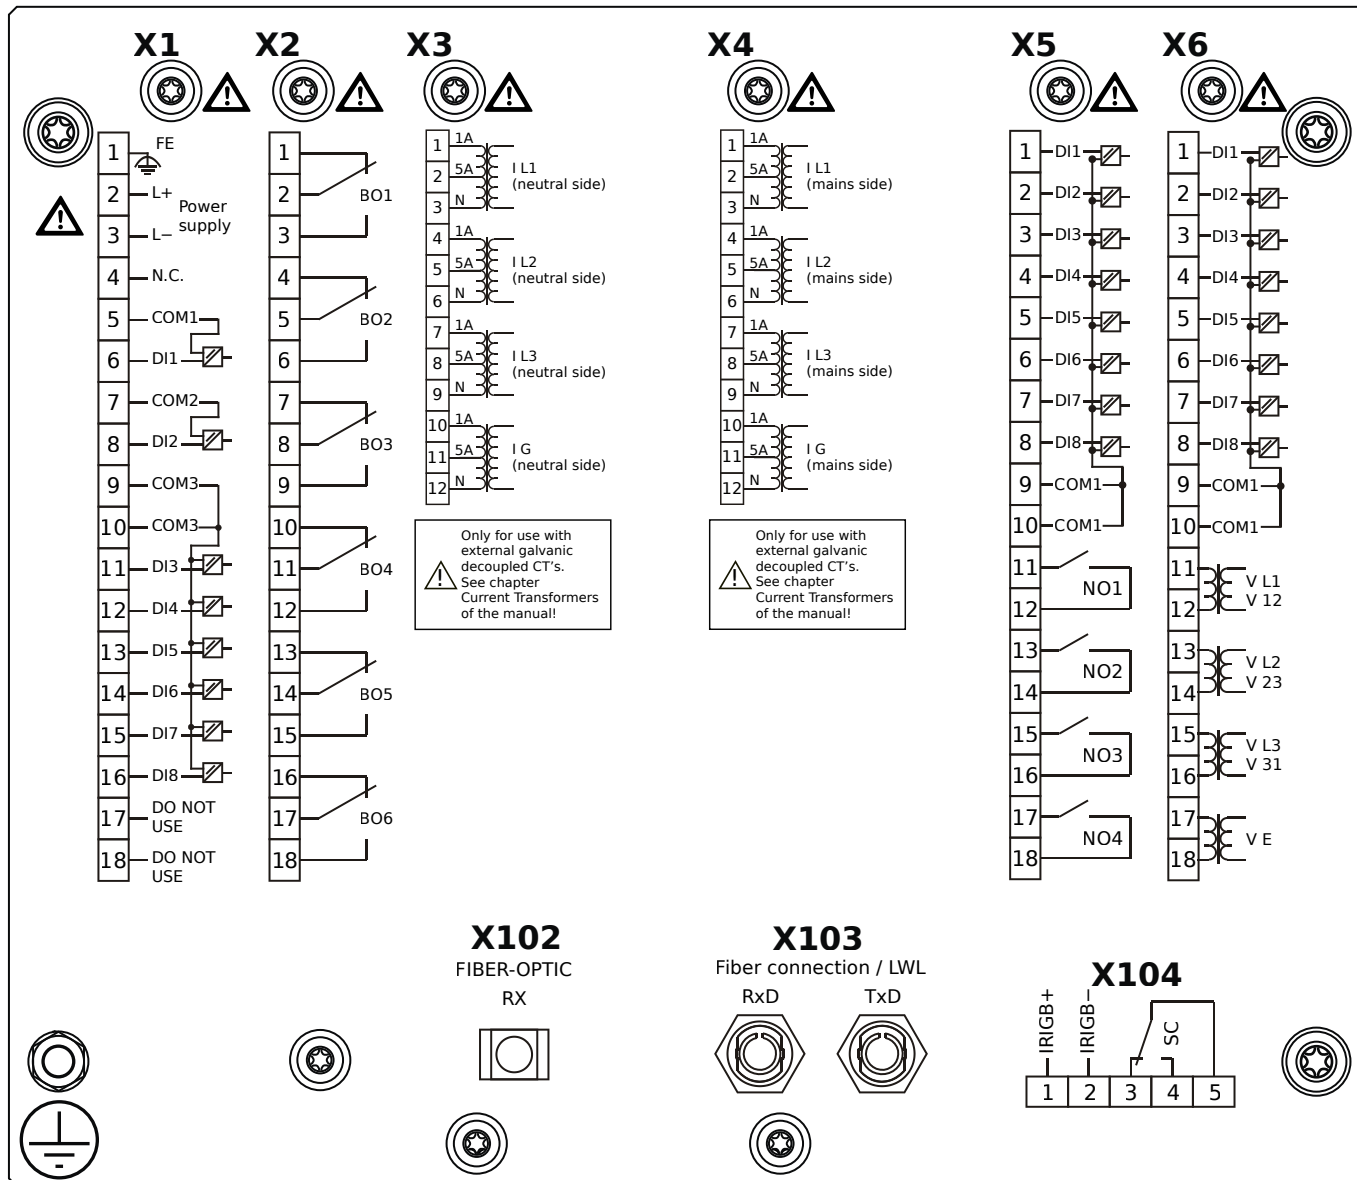 X1
1
FE
2
L+
Power
supply
3
L−
4
N.C.
5
COM1
6
DI1
7
COM2
8
DI2
9
COM3
10
COM3
11
DI3
12
DI4
13
DI5
14
DI6
15
DI7
16
DI8
17
DO NOT
USE
18
DO NOT
USE
X2
1
2
BO1
3
4
5
BO2
6
7
8
BO3
9
10
11
BO4
12
13
14
BO5
15
16
17
BO6
18
X3
1
1A
2
5A
I L1
(neutral side)
3
N
4
1A
5
5A
I L2
(neutral side)
6
N
7
1A
8
5A
I L3
(neutral side)
9
N
10
1A
11
5A
I G
(neutral side)
12
N
Only for use with
external galvanic
decoupled CT’s.
See chapter
Current Transformers
of the manual!
X4
1
1A
2
5A
I L1
(mains side)
3
N
4
1A
5
5A
I L2
(mains side)
6
N
7
1A
8
5A
I L3
(mains side)
9
N
10
1A
11
5A
I G
(mains side)
12
N
Only for use with
external galvanic
decoupled CT’s.
See chapter
Current Transformers
of the manual!
X5
1
DI1
2
DI2
3
DI3
4
DI4
5
DI5
6
DI6
7
DI7
8
DI8
9
COM1
10
COM1
11
NO1
12
13
NO2
14
15
NO3
16
17
NO4
18
X6
1
DI1
2
DI2
3
DI3
4
DI4
5
DI5
6
DI6
7
DI7
8
DI8
9
COM1
10
COM1
11
V L1
12
V 12
13
V L2
14
V 23
15
V L3
16
V 31
17
V E
18
X102
FIBER-OPTIC
RX
X103
Fiber connection / LWL
RxD
TxD
X104
IRIGB+
IRIGB−
SC
1 2 3 4 5